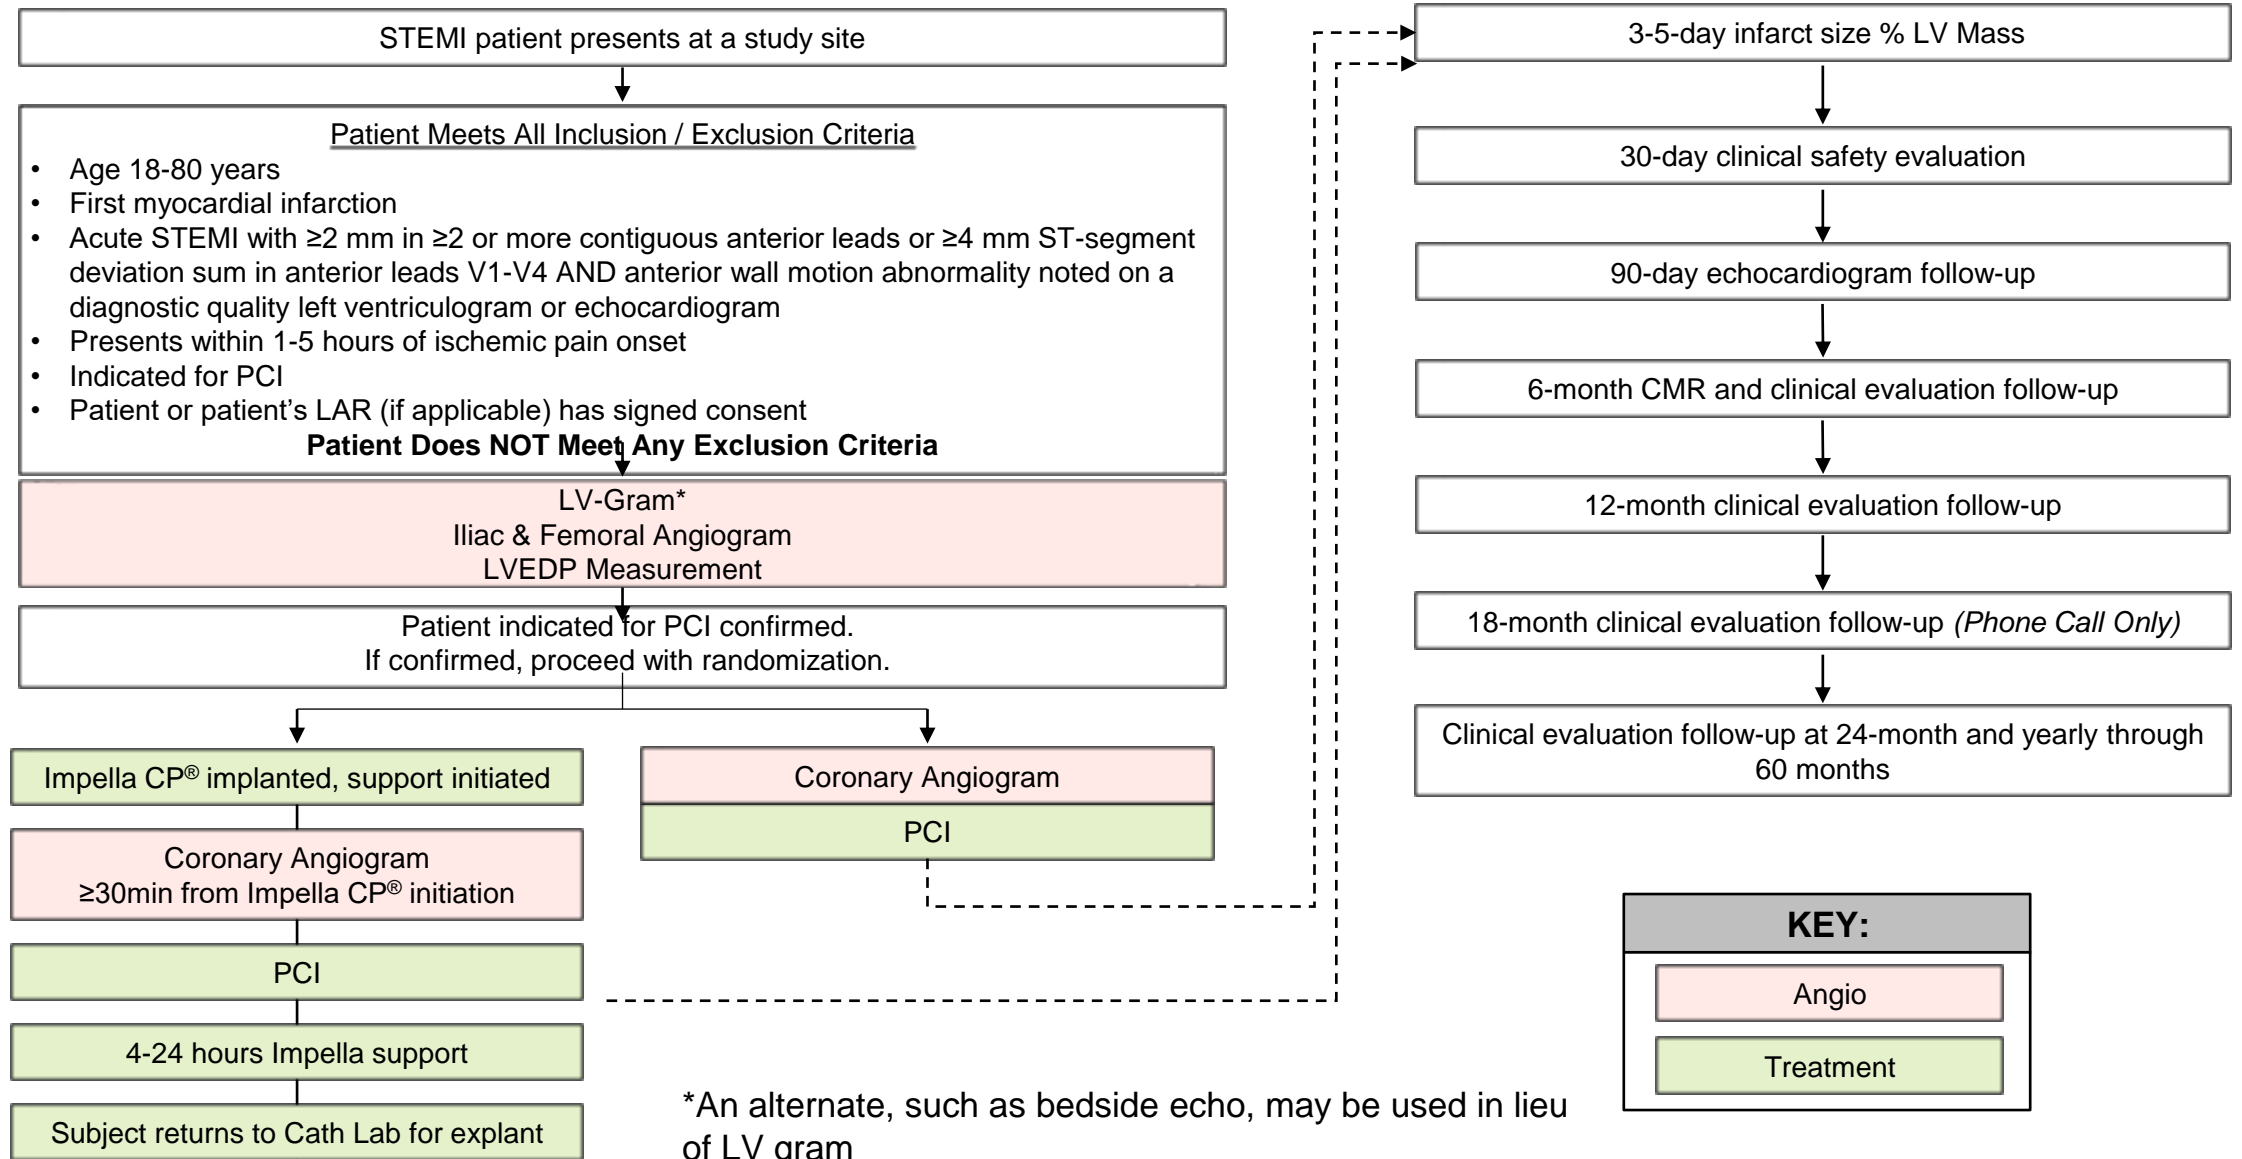 STEMI patient presents at a study site
Patient Meets All Inclusion / Exclusion Criteria
• Age 18-80 years
• First myocardial infarction
• Acute STEMI with ≥2 mm in ≥2 or more contiguous anterior leads or ≥4 mm ST-segment
deviation sum in anterior leads V1-V4 AND anterior wall motion abnormality noted on a
diagnostic quality left ventriculogram or echocardiogram
• Presents within 1-5 hours of ischemic pain onset
• Indicated for PCI
• Patient or patient’s LAR (if applicable) has signed consent
Patient Does NOT Meet Any Exclusion Criteria
LV-Gram*
Iliac & Femoral Angiogram
LVEDP Measurement
Patient indicated for PCI confirmed.
If confirmed, proceed with randomization.
Impella CP® implanted, support initiated
Coronary Angiogram
≥30min from Impella CP® initiation
PCI
4-24 hours Impella support
Subject returns to Cath Lab for explant
Coronary Angiogram
PCI
*An alternate, such as bedside echo, may be used in lieu
of LV gram
3-5-day infarct size % LV Mass
30-day clinical safety evaluation
90-day echocardiogram follow-up
6-month CMR and clinical evaluation follow-up
12-month clinical evaluation follow-up
18-month clinical evaluation follow-up (Phone Call Only)
Clinical evaluation follow-up at 24-month and yearly through
60 months
KEY:
Angio
Treatment